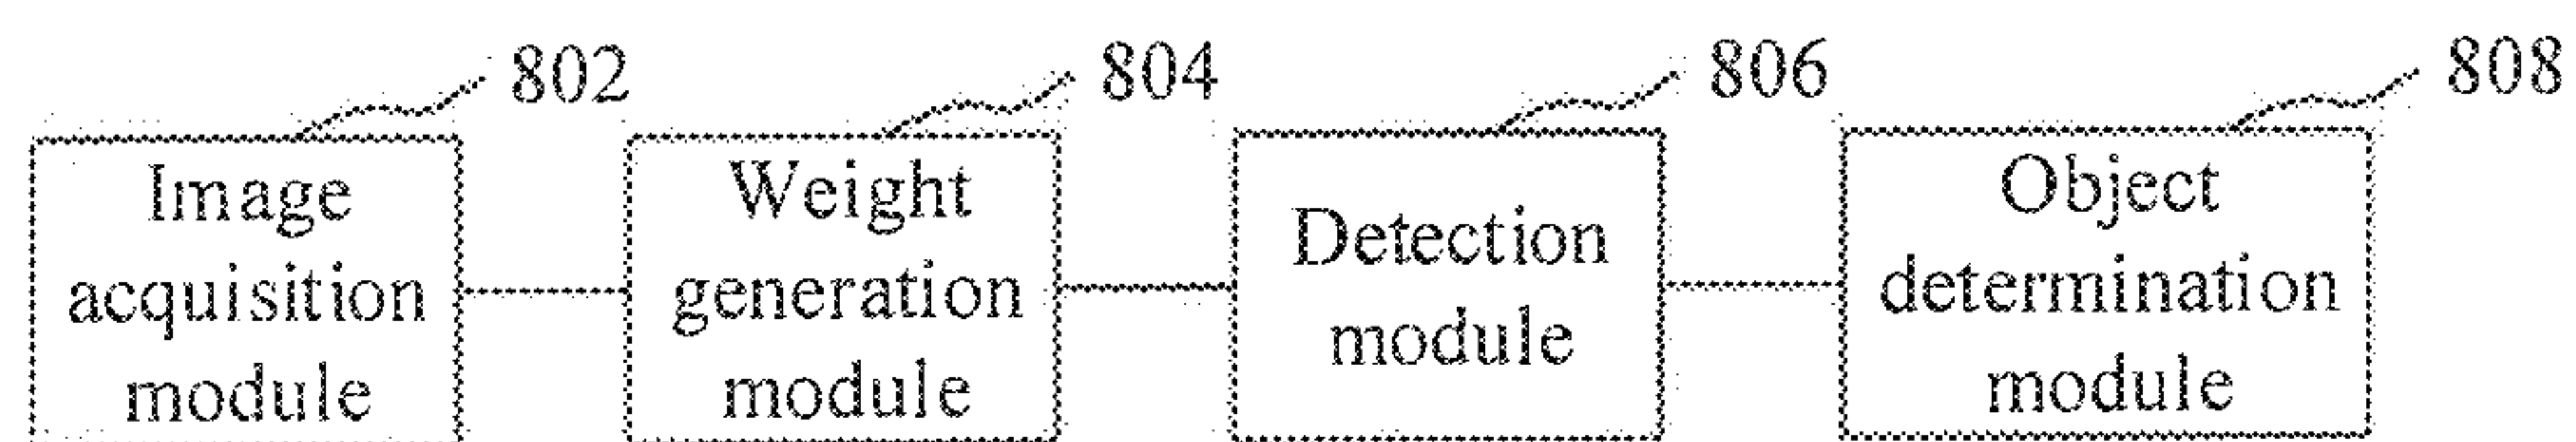 802
804
806
808
Image
acquisition
module
Weight
generation
module
Detection
module
Object
determination
module